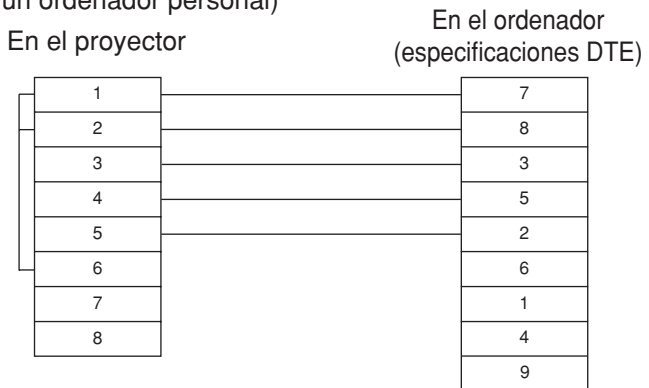 un ordenador personal)
En el proyector
En el ordenador
(especificaciones DTE)
1 7
2 8
3 3
4 5
5 2
6 6
7 1
8 4
9